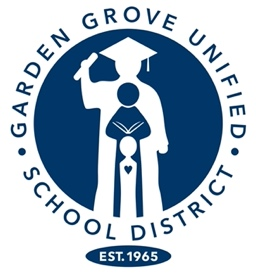 • GARDEN GROVE UNIFIED •
SCHOOL DISTRICT
EST. 1965